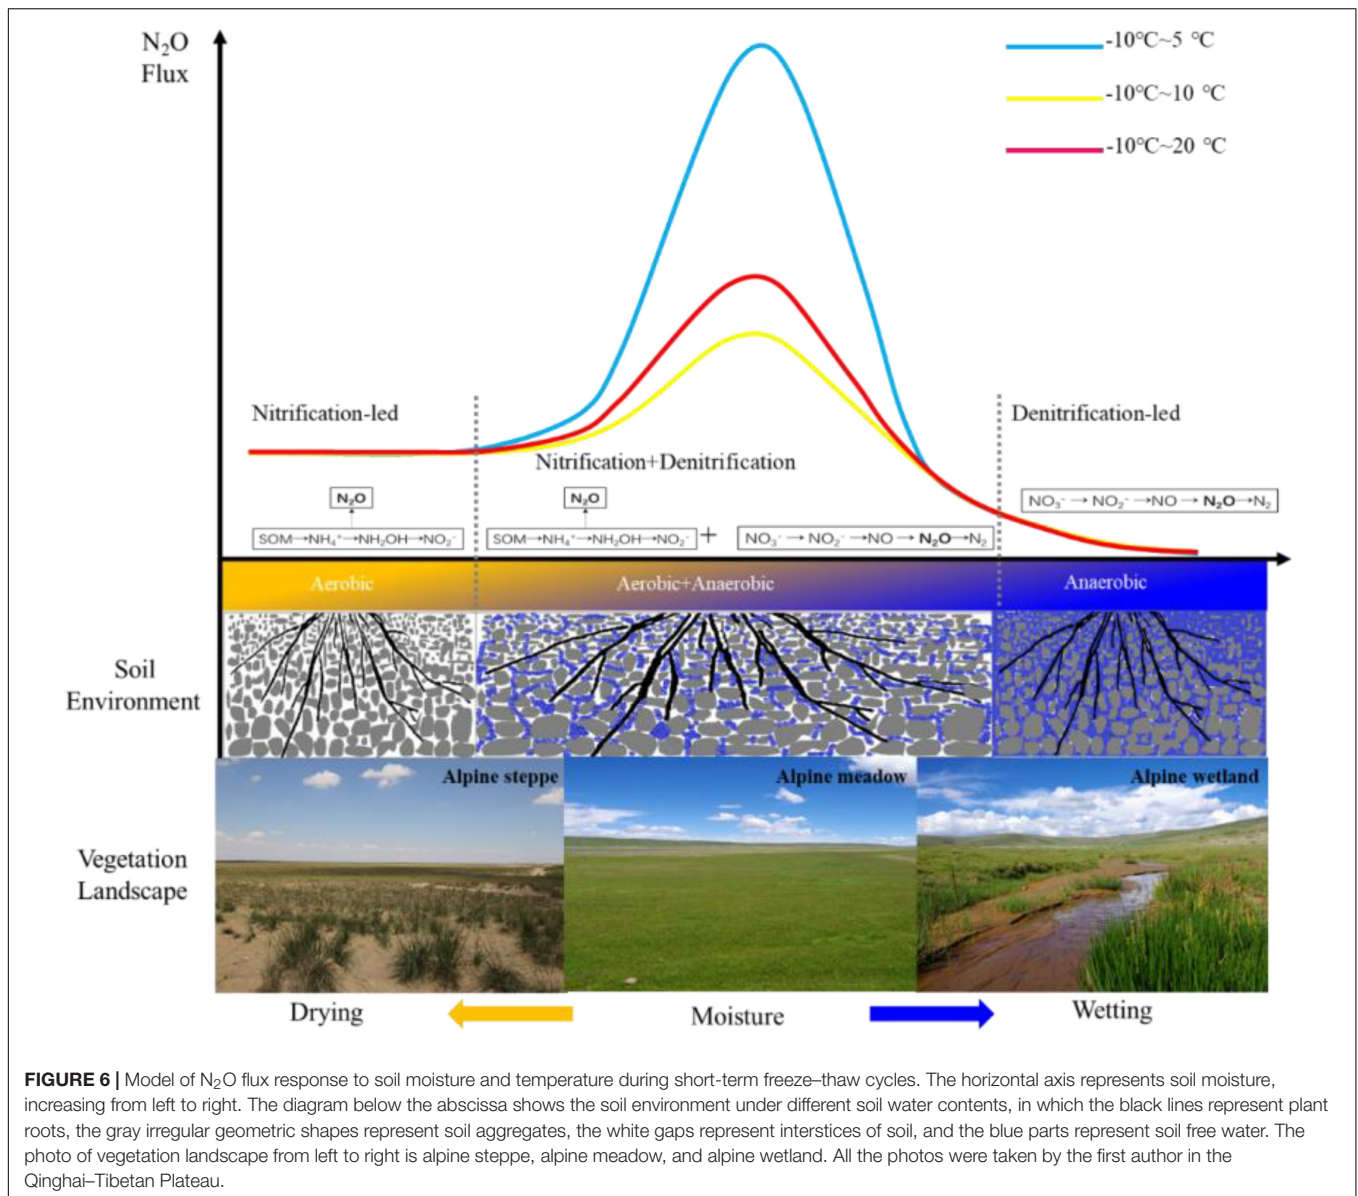 N₂O
Flux
-10℃~5 ℃
-10℃~10 ℃
-10℃~20 ℃
Nitrification-led
Denitrification-led
Nitrification+Denitrification
N₂O
SOM→NH₄⁺→NH₂OH→NO₂⁻
N₂O
SOM→NH₄⁺→NH₂OH→NO₂⁻ + NO₃⁻→NO₂⁻→NO→N₂O→N₂
NO₃⁻→NO₂⁻→NO→N₂O→N₂
Aerobic
Aerobic+Anaerobic
Anaerobic
Soil
Environment
Alpine steppe
Alpine meadow
Alpine wetland
Vegetation
Landscape
Drying
Moisture
Wetting
FIGURE 6 | Model of N₂O flux response to soil moisture and temperature during short-term freeze–thaw cycles. The horizontal axis represents soil moisture,
increasing from left to right. The diagram below the abscissa shows the soil environment under different soil water contents, in which the black lines represent plant
roots, the gray irregular geometric shapes represent soil aggregates, the white gaps represent interstices of soil, and the blue parts represent soil free water. The
photo of vegetation landscape from left to right is alpine steppe, alpine meadow, and alpine wetland. All the photos were taken by the first author in the
Qinghai–Tibetan Plateau.